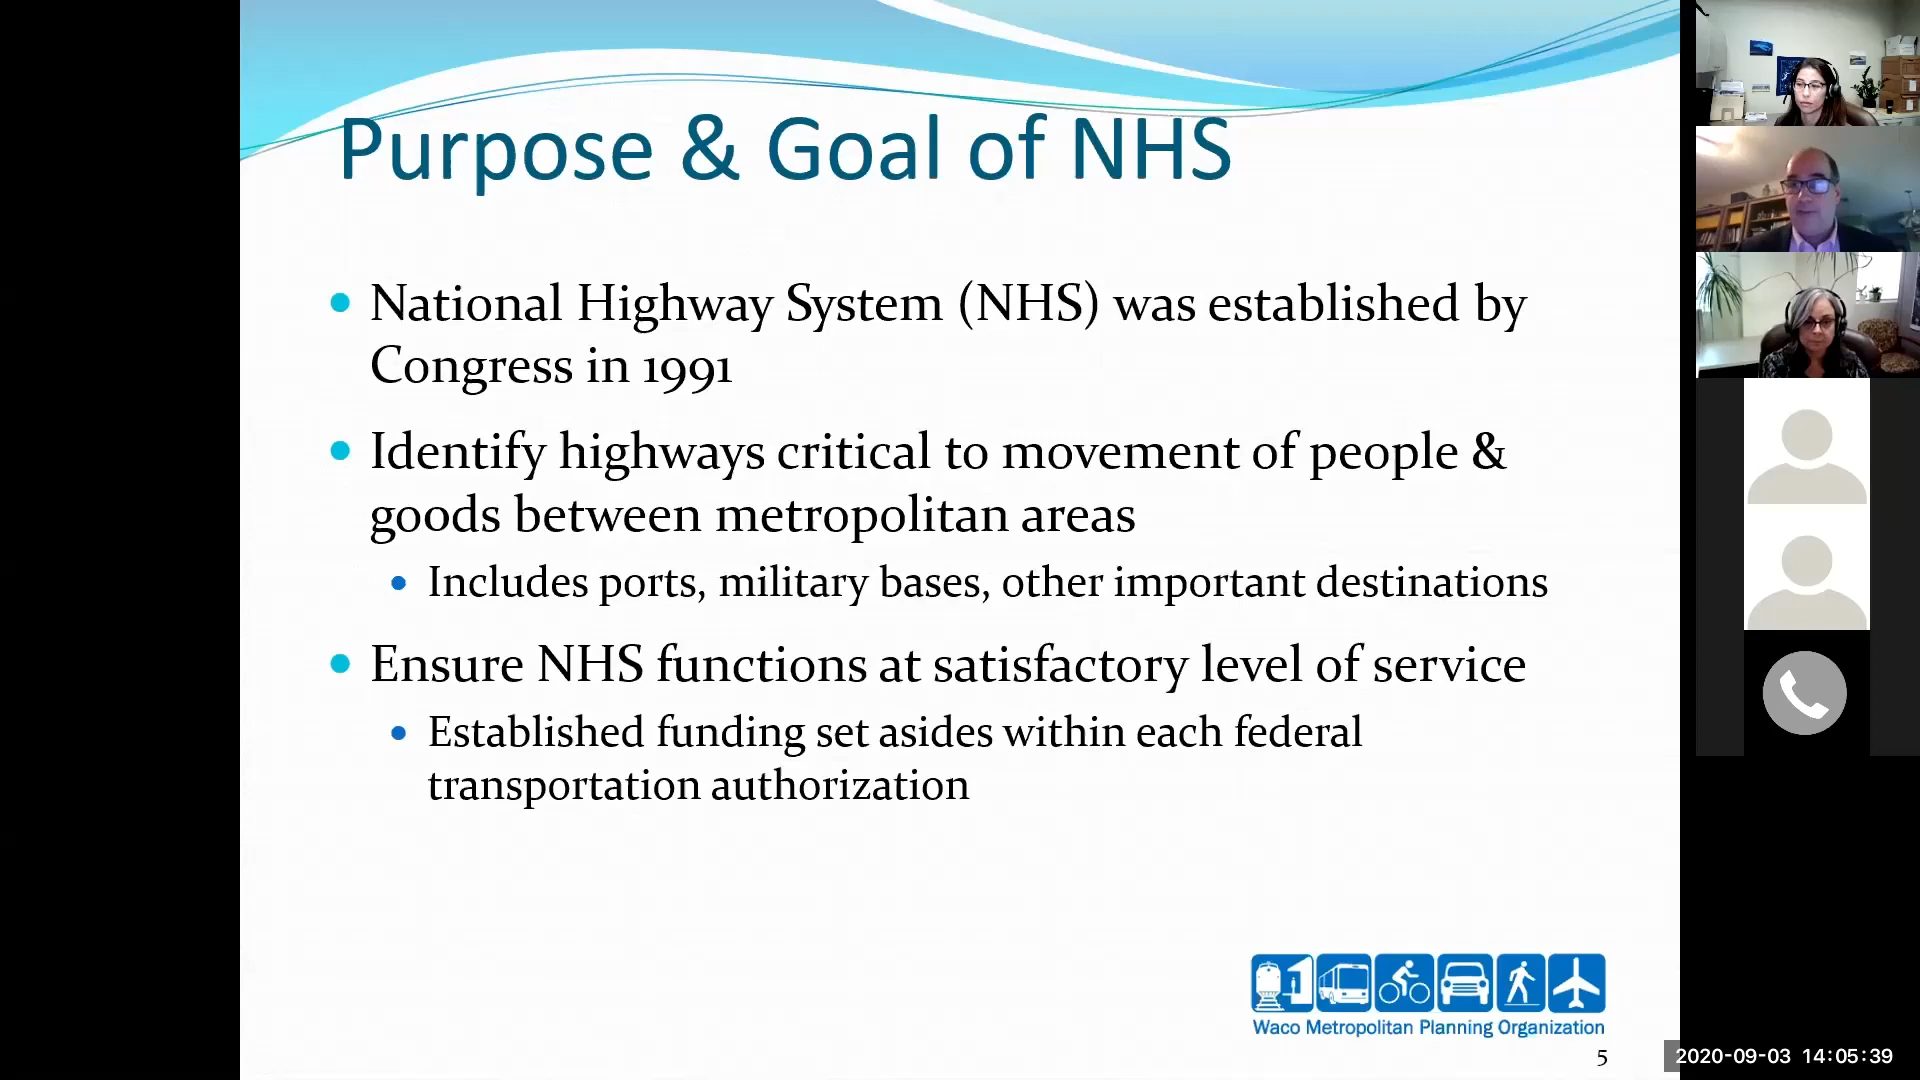 Purpose & Goal of NHS
National Highway System (NHS) was established by
Congress in 1991
Identify highways critical to movement of people &
goods between metropolitan areas
Includes ports, military bases, other important destinations
Ensure NHS functions at satisfactory level of service
Established funding set asides within each federal
transportation authorization
Waco Metropolitan Planning Organization
5
2020-09-03 14:05:39